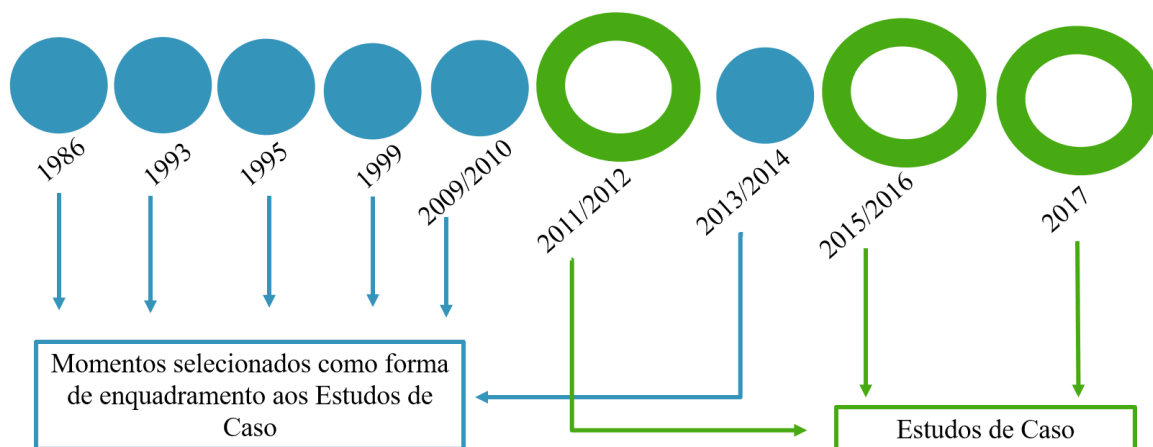 1986
1993
1995
1999
2009/2010
2011/2012
2013/2014
2015/2016
2017
Momentos selecionados como forma
de enquadramento aos Estudos de
Caso
Estudos de Caso